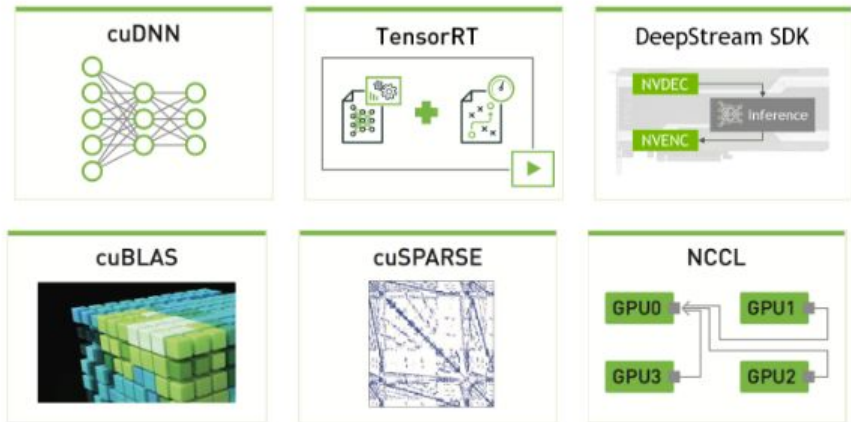 cuDNN
TensorRT
DeepStream SDK
NVDEC
Inference
NVENC
cuBLAS
cuSPARSE
NCCL
GPU0
GPU1
GPU3
GPU2